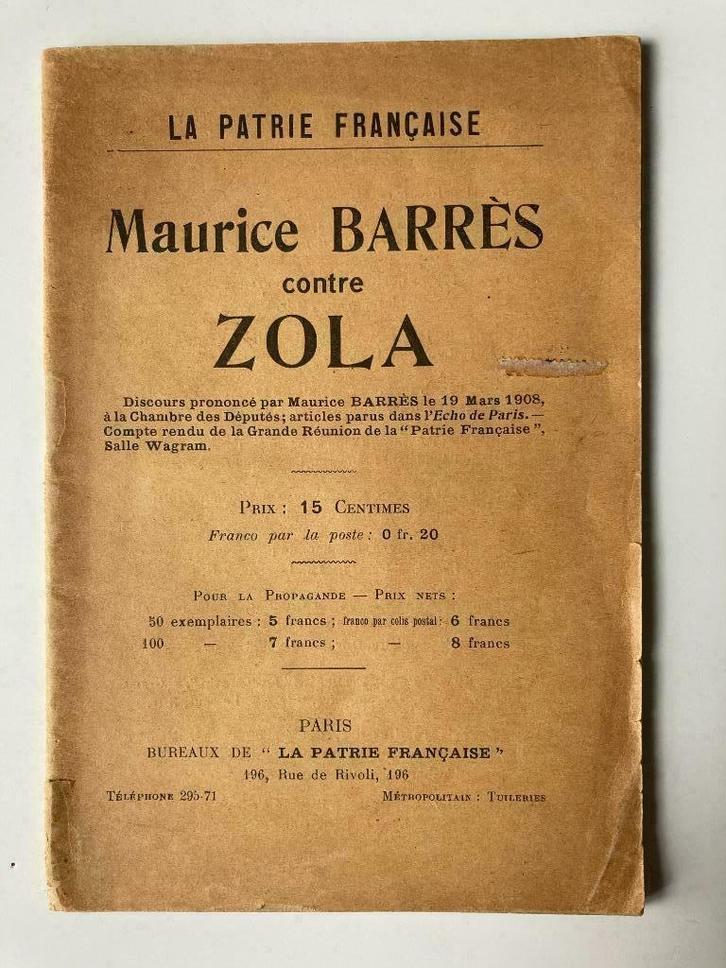 LA PATRIE FRANÇAISE
Maurice BARRÈS
contre
ZOLA
Discours prononcé par Maurice BARRÈS le 19 Mars 1908,
à la Chambre des Députés; articles parus dans l'Echo de Paris. —
Compte rendu de la Grande Réunion de la "Patrie Française",
Salle Wagram.
PRIX : 15 CENTIMES
Franco par la poste : 0 fr. 20
POUR LA PROPAGANDE — PRIX NETS :
50 exemplaires : 5 francs ; franco par colis postal : 6 francs
100 — 7 francs ; — 8 francs
PARIS
BUREAUX DE " LA PATRIE FRANÇAISE "
196, Rue de Rivoli, 196
TÉLÉPHONE 295-71 MÉTROPOLITAIN : TUILERIES